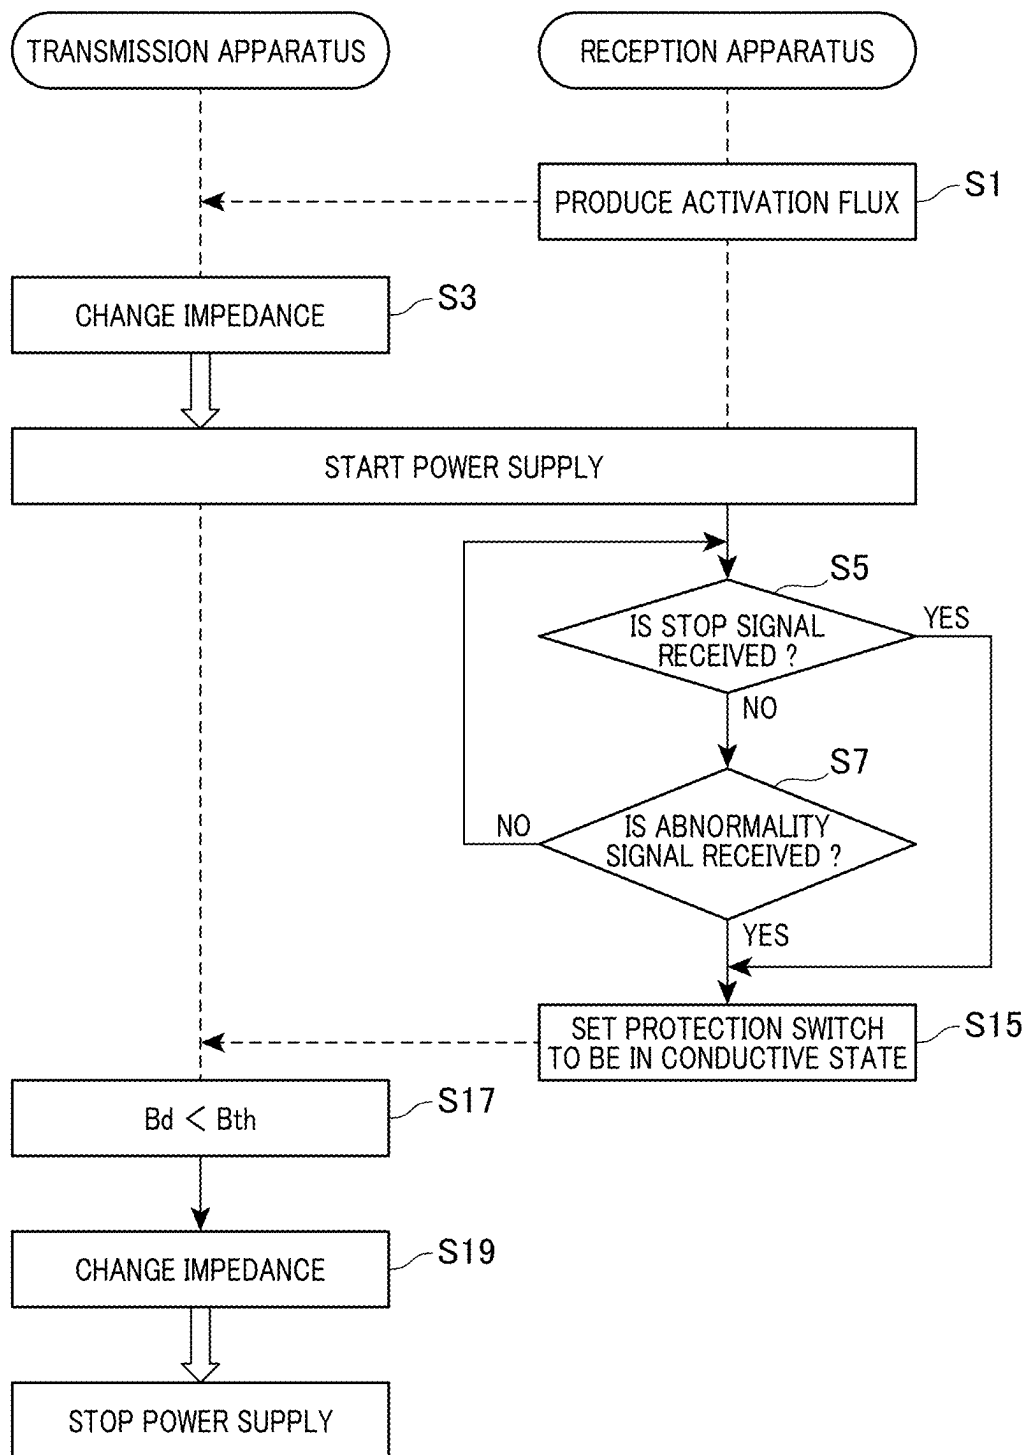 TRANSMISSION APPARATUS
RECEPTION APPARATUS
PRODUCE ACTIVATION FLUX
S1
CHANGE IMPEDANCE
S3
START POWER SUPPLY
S5
IS STOP SIGNAL
RECEIVED ?
YES
NO
S7
IS ABNORMALITY
SIGNAL RECEIVED ?
NO
YES
SET PROTECTION SWITCH
TO BE IN CONDUCTIVE STATE
S15
Bd < Bth
S17
CHANGE IMPEDANCE
S19
STOP POWER SUPPLY